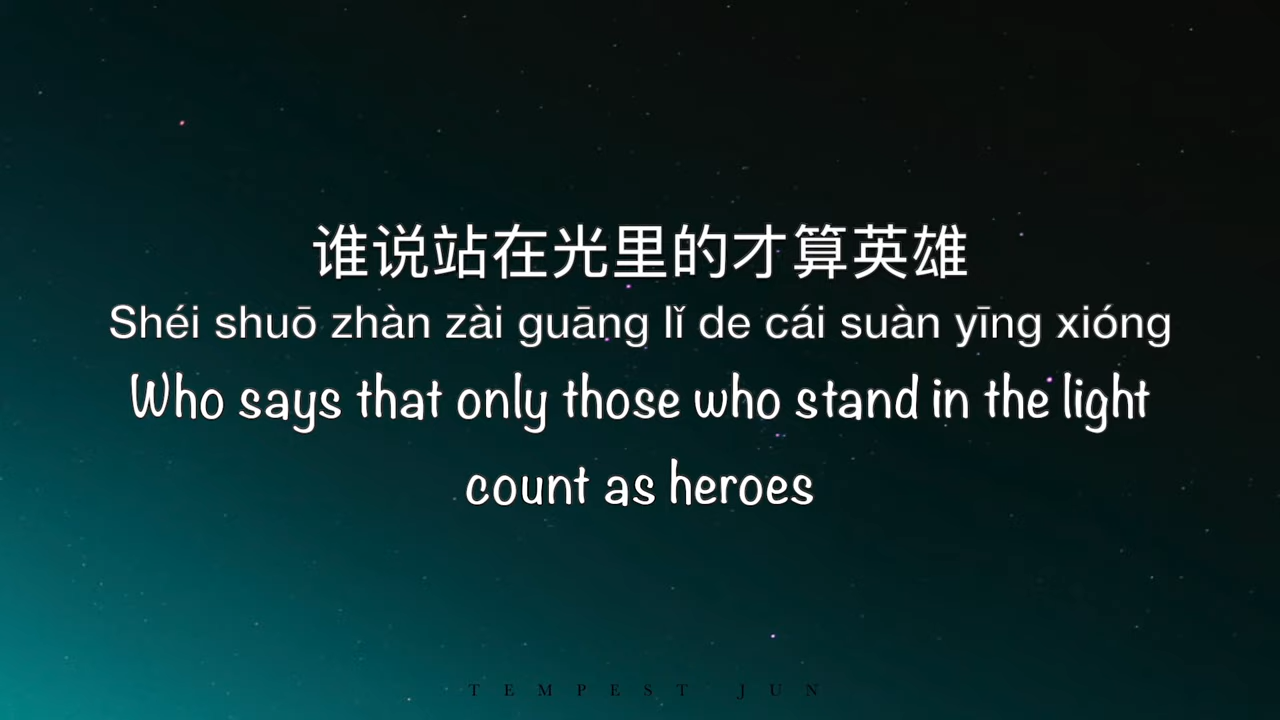 谁说站在光里的才算英雄
Shéi shuō zhàn zài guāng lǐ de cái suàn yīng xióng
Who says that only those who stand in the light
count as heroes
TEMPEST JUN